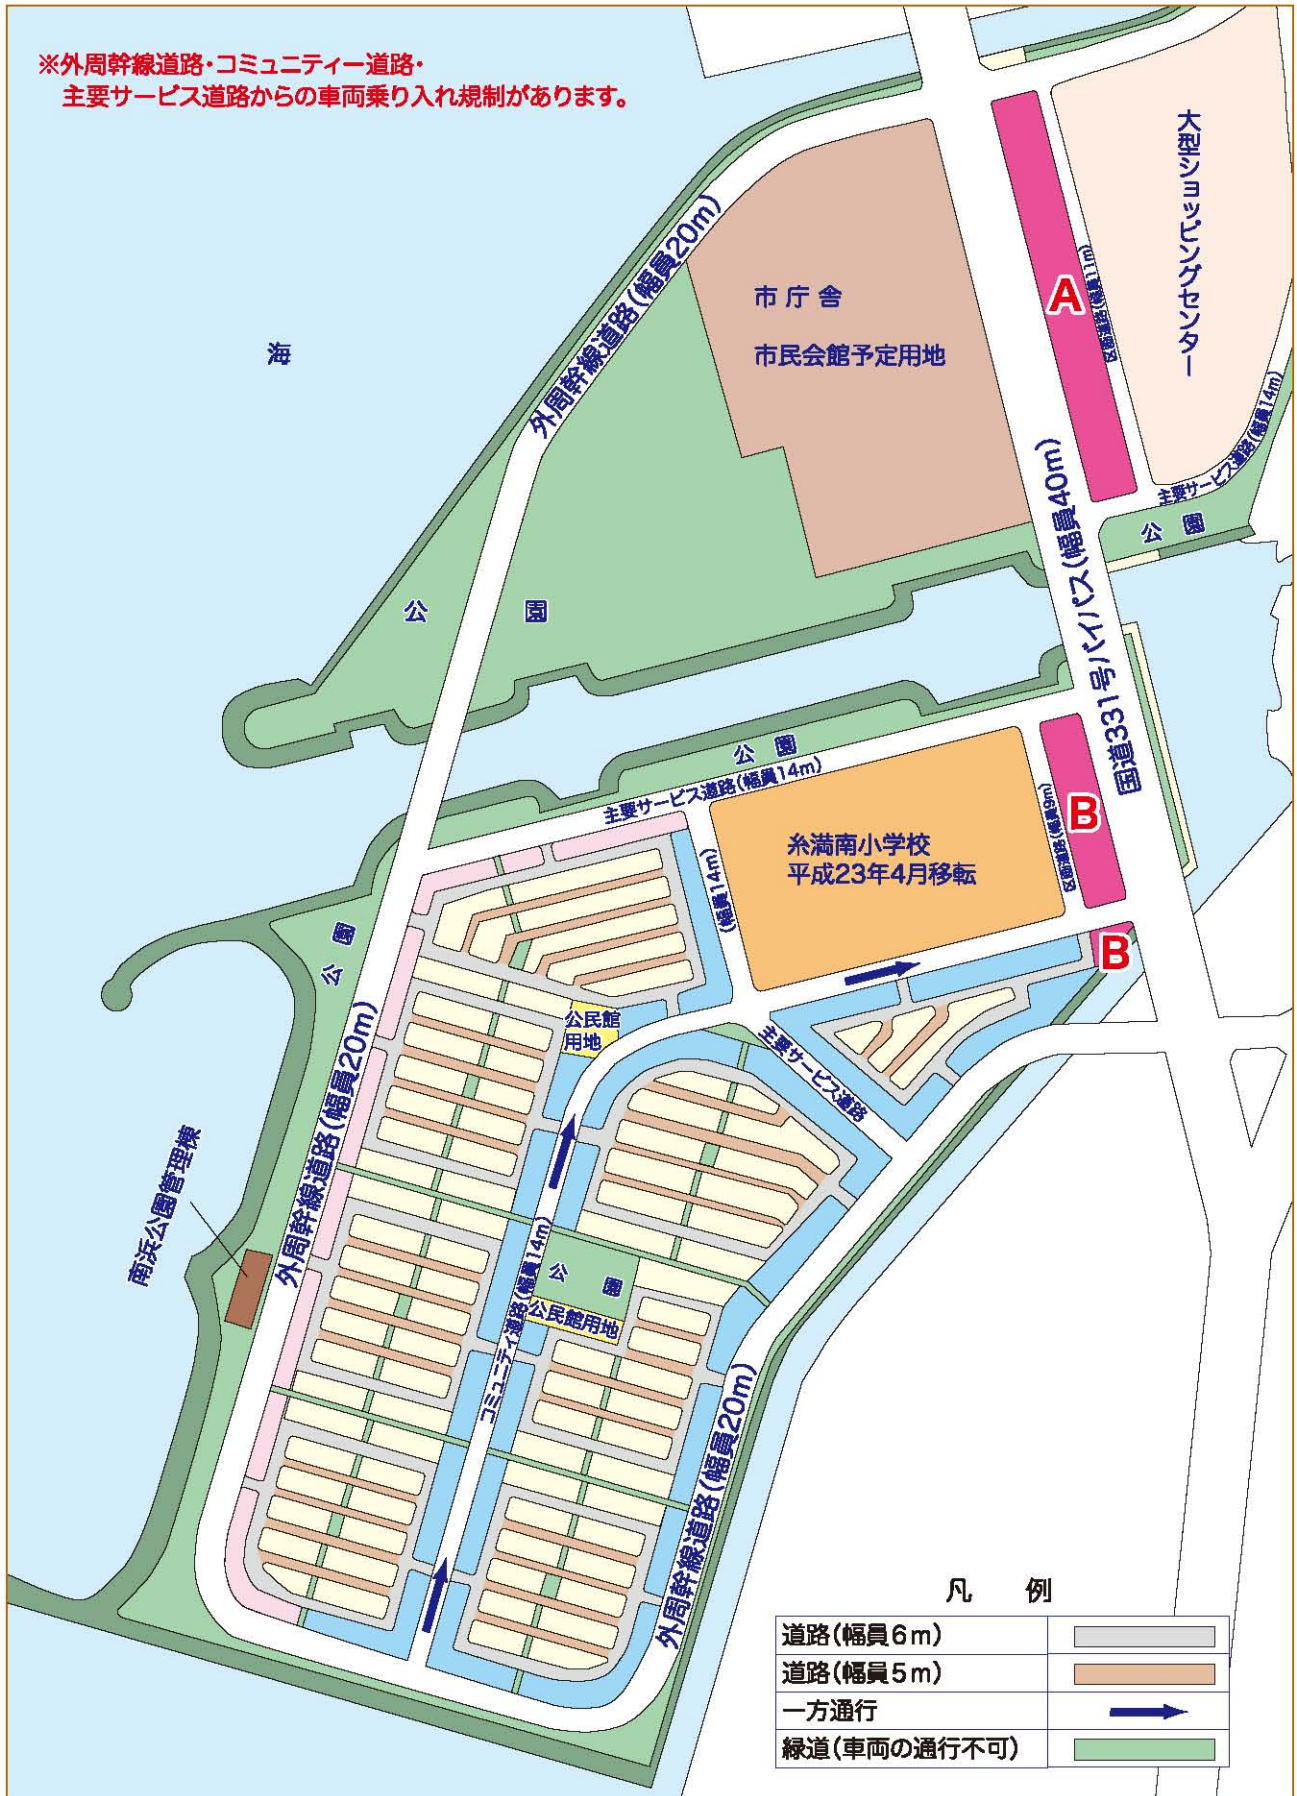 ※外周幹線道路・コミュニティー道路・
主要サービス道路からの車両乗り入れ規制があります。
大型ショッピングセンター
外周幹線道路(幅員20m)
市庁舎
市民会館予定用地
A
区画道路(幅員11m)
海
主要サービス道路(幅員14m)
公園
国道331号バイパス(幅員40m)
公園
公園
主要サービス道路(幅員14m)
糸満南小学校
平成23年4月移転
区画道路(幅員9m)
B
(幅員14m)
公園
B
公民館
用地
主要サービス道路
外周幹線道路(幅員20m)
南浜公園管理棟
コミュニティ道路(幅員14m)
公園
公民館用地
外周幹線道路(幅員20m)
凡例
道路(幅員6m)
道路(幅員5m)
一方通行
緑道(車両の通行不可)